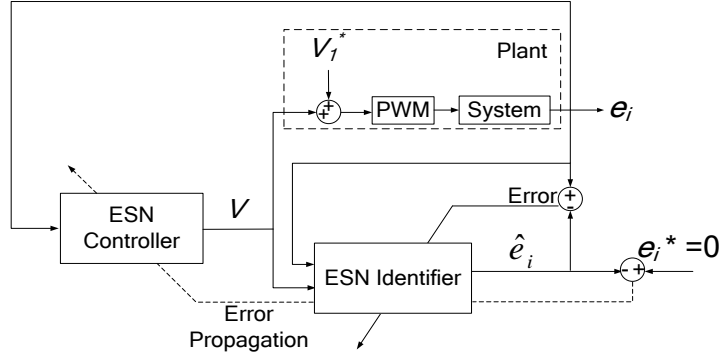 V₁*
Plant
+
+
PWM
System
eᵢ
ESN
Controller
V
Error
+
-
ESN Identifier
êᵢ
eᵢ* =0
- +
Error
Propagation